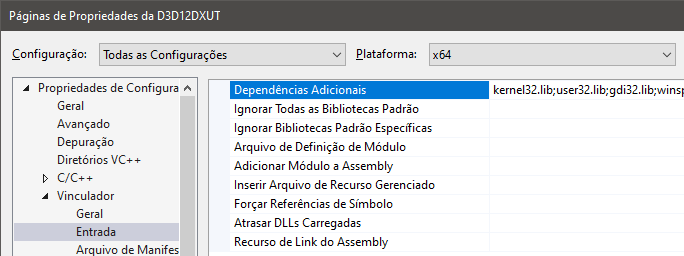 Páginas de Propriedades da D3D12DXUT
Configuração: Todas as Configurações Plataforma: x64
Propriedades de Configura
Geral
Avançado
Depuração
Diretórios VC++
C/C++
Vinculador
Geral
Entrada
Arquivo de Manifes
Dependências Adicionais kernel32.lib;user32.lib;gdi32.lib;winsp
Ignorar Todas as Bibliotecas Padrão
Ignorar Bibliotecas Padrão Específicas
Arquivo de Definição de Módulo
Adicionar Módulo a Assembly
Inserir Arquivo de Recurso Gerenciado
Forçar Referências de Símbolo
Atrasar DLLs Carregadas
Recurso de Link do Assembly